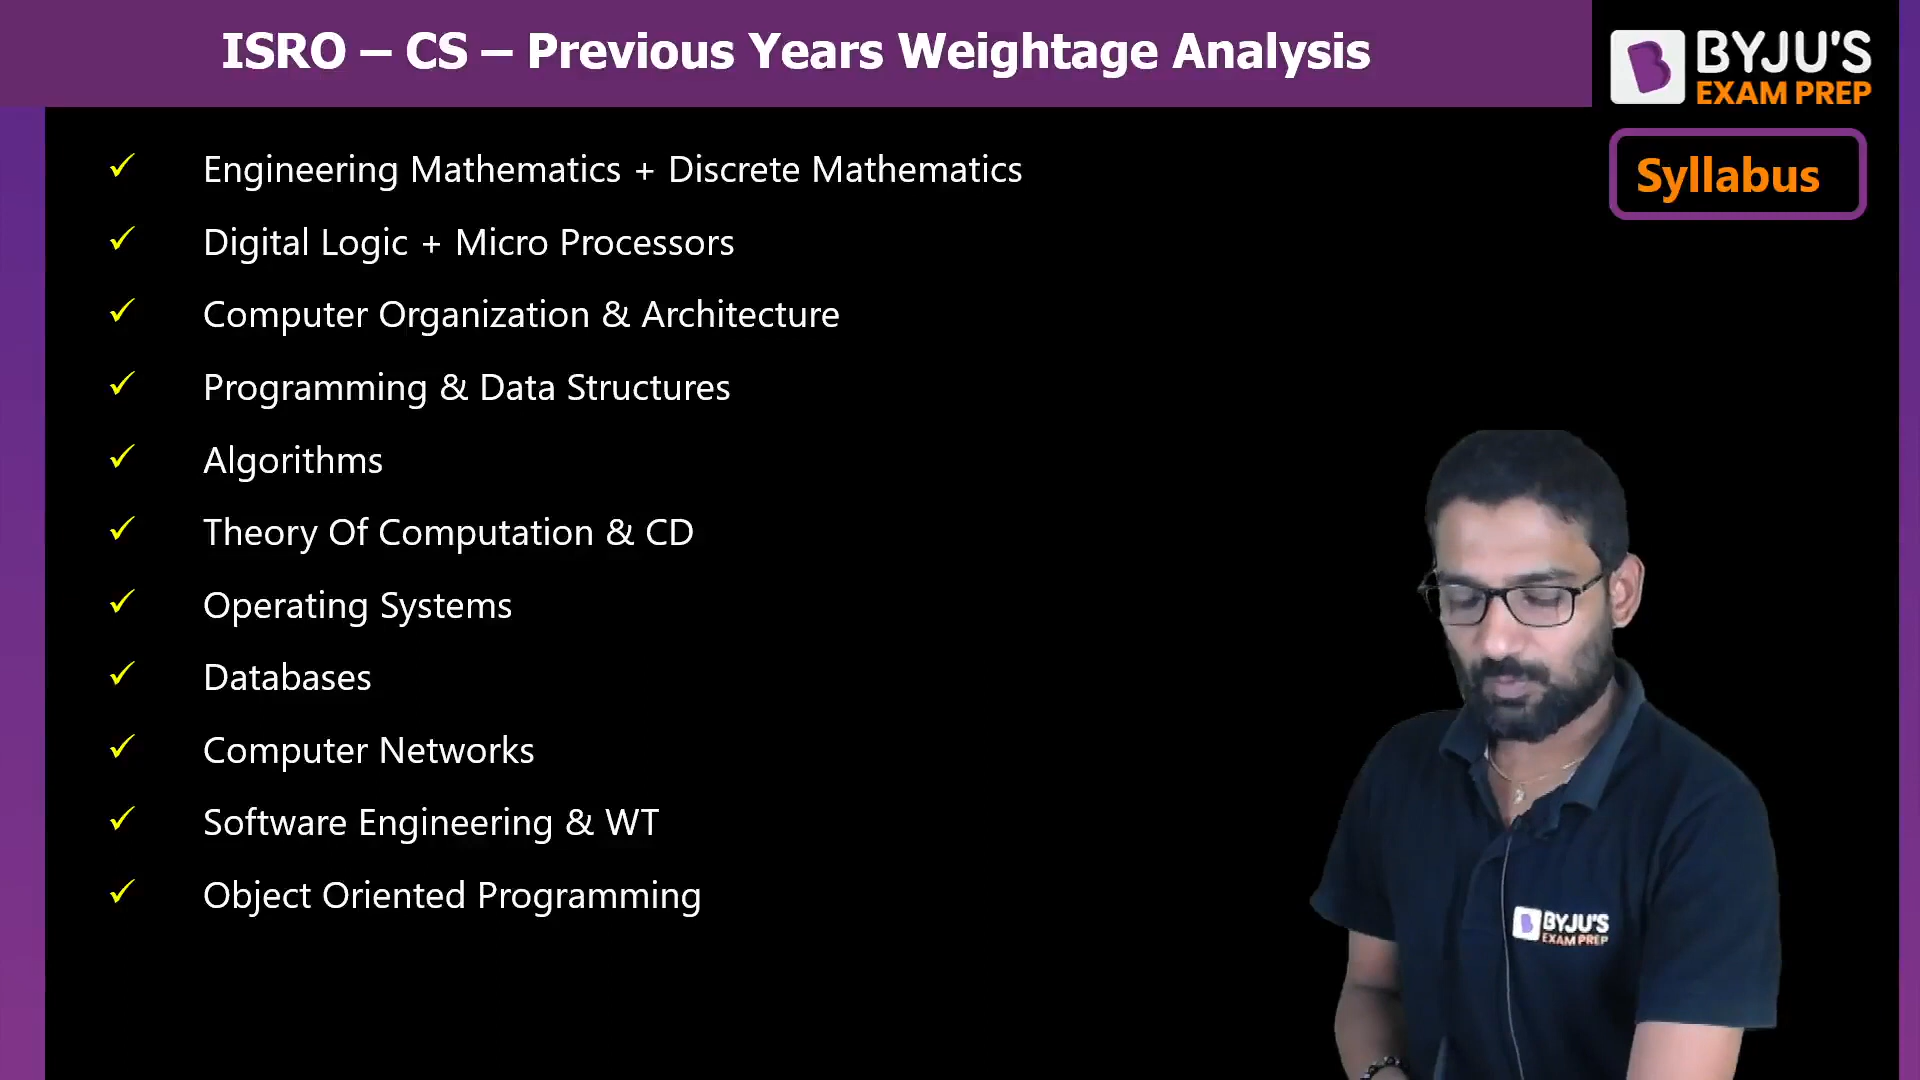 ISRO – CS – Previous Years Weightage Analysis
BYJU'S
EXAM PREP
Syllabus
✓ Engineering Mathematics + Discrete Mathematics
✓ Digital Logic + Micro Processors
✓ Computer Organization & Architecture
✓ Programming & Data Structures
✓ Algorithms
✓ Theory Of Computation & CD
✓ Operating Systems
✓ Databases
✓ Computer Networks
✓ Software Engineering & WT
✓ Object Oriented Programming
BYJU'S
EXAM PREP